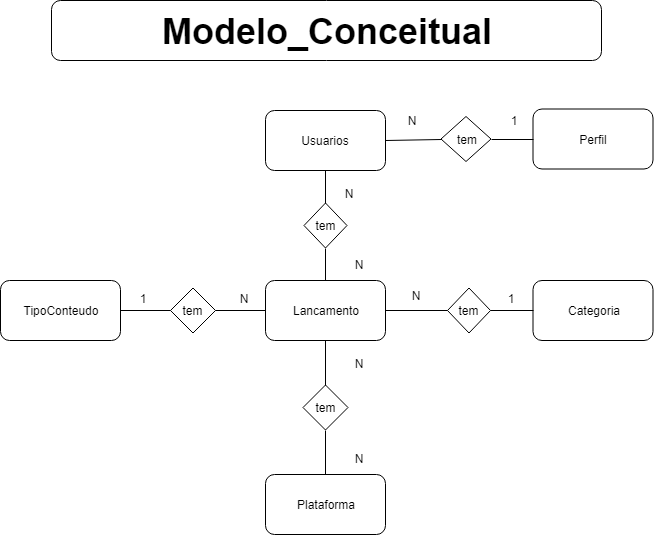 Modelo_Conceitual
Usuarios
N
tem
1
Perfil
N
tem
N
TipoConteudo
1
tem
N
Lancamento
N
tem
1
Categoria
N
tem
N
Plataforma